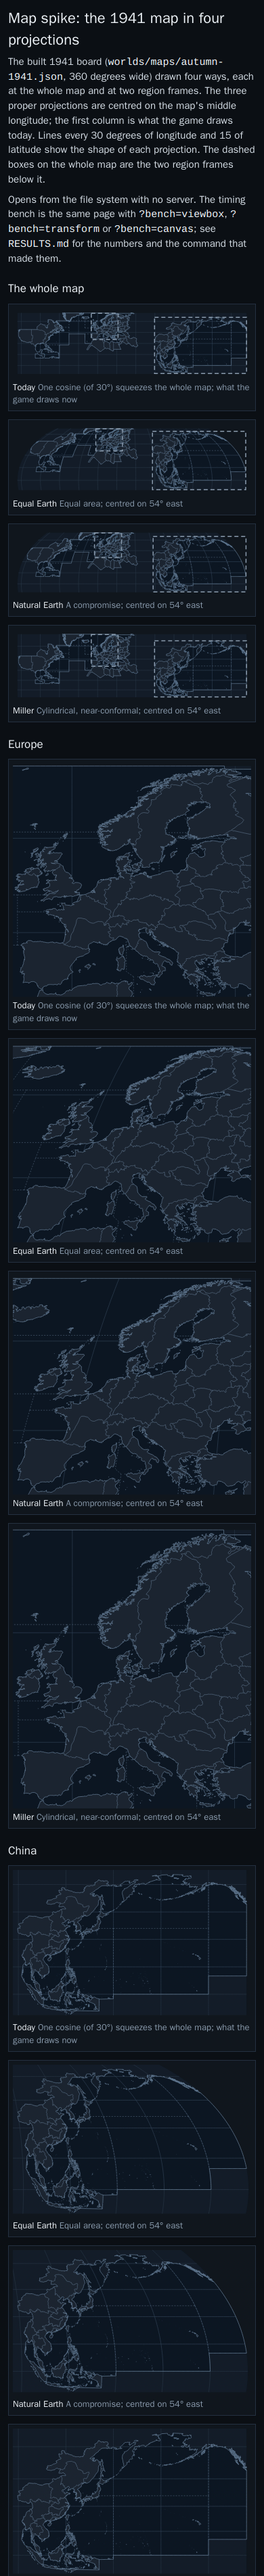 Map spike: the 1941 map in four
projections
The built 1941 board (worlds/maps/autumn-
1941.json, 360 degrees wide) drawn four ways, each
at the whole map and at two region frames. The three
proper projections are centred on the map's middle
longitude; the first column is what the game draws
today. Lines every 30 degrees of longitude and 15 of
latitude show the shape of each projection. The dashed
boxes on the whole map are the two region frames
below it.
Opens from the file system with no server. The timing
bench is the same page with ?bench=viewbox, ?
bench=transform or ?bench=canvas; see
RESULTS.md for the numbers and the command that
made them.
The whole map
Today One cosine (of 30°) squeezes the whole map; what the
game draws now
Equal Earth Equal area; centred on 54° east
Natural Earth A compromise; centred on 54° east
Miller Cylindrical, near-conformal; centred on 54° east
Europe
Today One cosine (of 30°) squeezes the whole map; what the
game draws now
Equal Earth Equal area; centred on 54° east
Natural Earth A compromise; centred on 54° east
Miller Cylindrical, near-conformal; centred on 54° east
China
Today One cosine (of 30°) squeezes the whole map; what the
game draws now
Equal Earth Equal area; centred on 54° east
Natural Earth A compromise; centred on 54° east